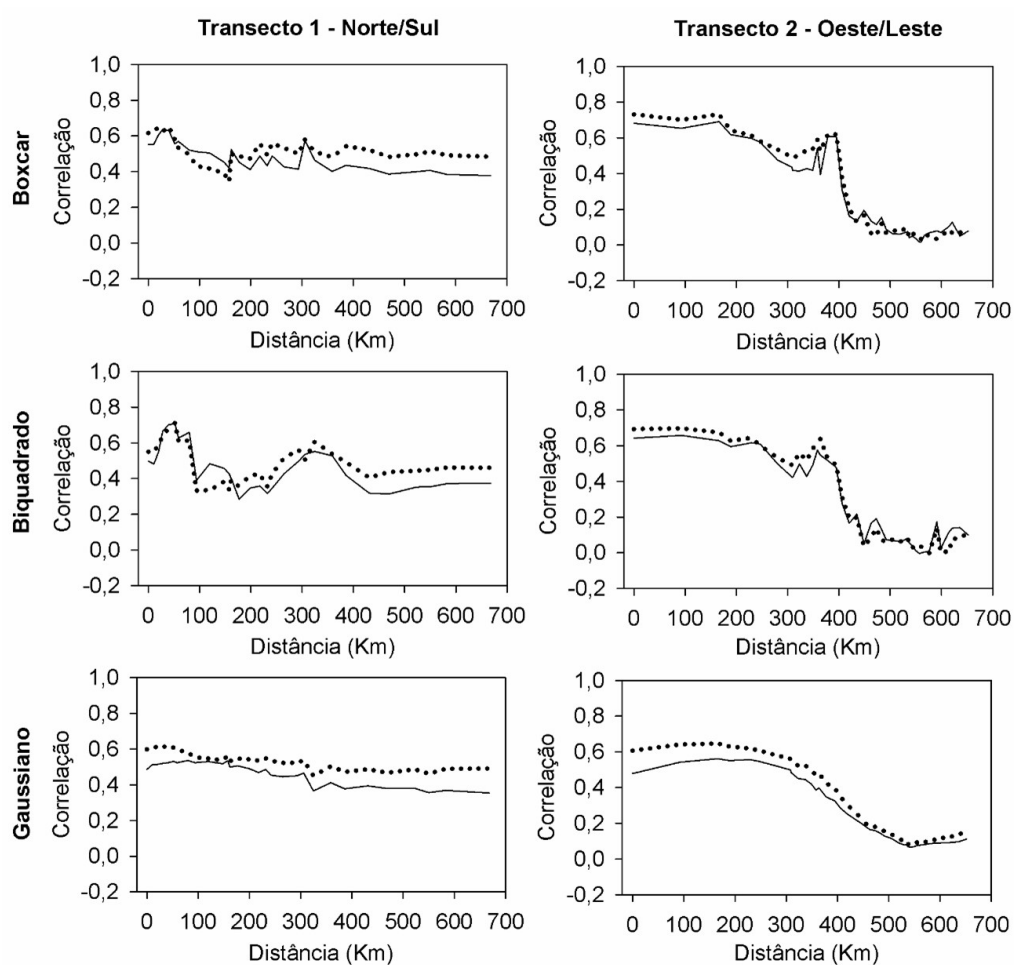 Transecto 1 - Norte/Sul
Transecto 2 - Oeste/Leste
Boxcar
Correlação
1,0
0,8
0,6
0,4
0,2
0,0
-0,2
0 100 200 300 400 500 600 700
Distância (Km)
Correlação
1,0
0,8
0,6
0,4
0,2
0,0
-0,2
0 100 200 300 400 500 600 700
Distância (Km)
Biquadrado
Correlação
1,0
0,8
0,6
0,4
0,2
0,0
-0,2
0 100 200 300 400 500 600 700
Distância (Km)
Correlação
1,0
0,8
0,6
0,4
0,2
0,0
-0,2
0 100 200 300 400 500 600 700
Distância (Km)
Gaussiano
Correlação
1,0
0,8
0,6
0,4
0,2
0,0
-0,2
0 100 200 300 400 500 600 700
Distância (Km)
Correlação
1,0
0,8
0,6
0,4
0,2
0,0
-0,2
0 100 200 300 400 500 600 700
Distância (Km)